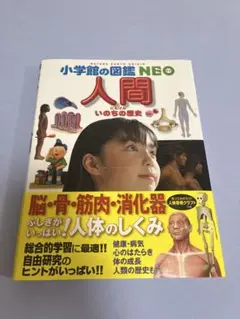 小学館の図鑑 NEO
人間
いのちの歴史
脳・骨・筋肉・消化器
ふしぎがいっぱい!人体のしくみ
総合的学習に最適!!
自由研究の
ヒントがいっぱい!!
健康・病気
心のはたらき
体の成長
人類の歴史も